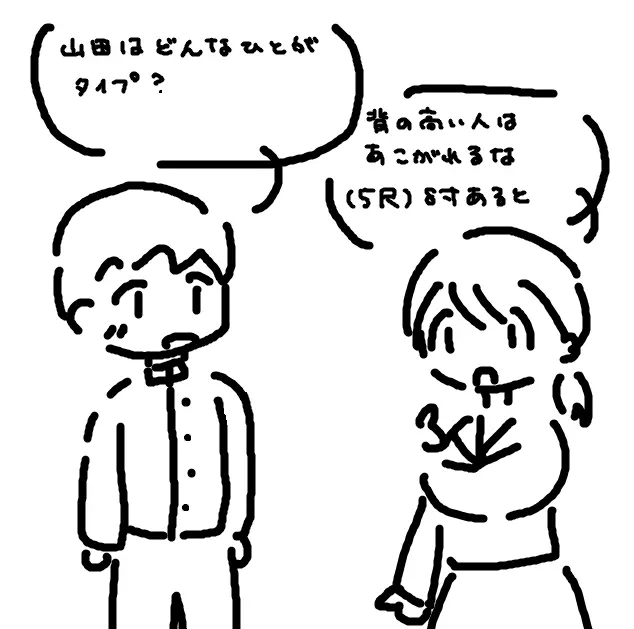 山田はどんなひとが
タイプ?
背の高い人は
あこがれるな
(5尺) 8寸あると